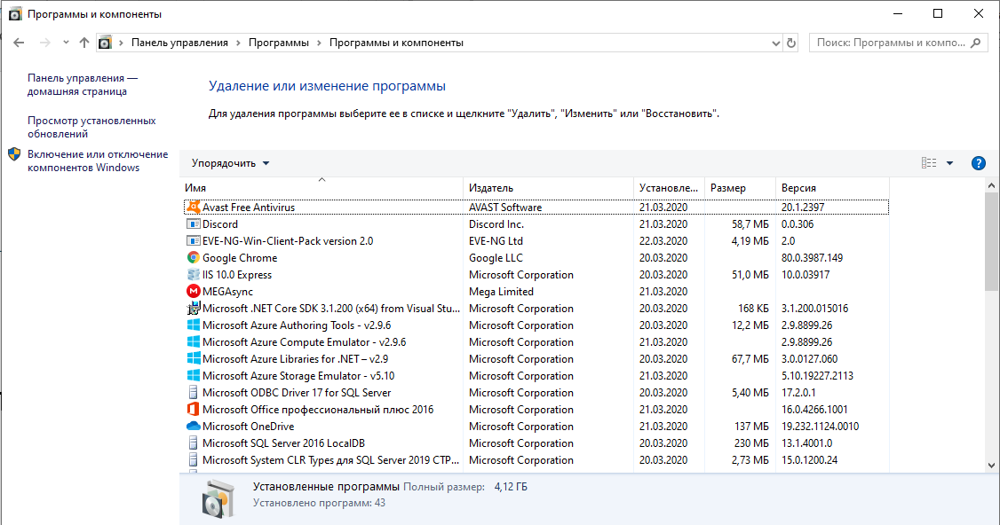 Программы и компоненты
Панель управления > Программы > Программы и компоненты
Поиск: Программы и компо...
Панель управления —
домашняя страница
Просмотр установленных
обновлений
Включение или отключение
компонентов Windows
Удаление или изменение программы
Для удаления программы выберите ее в списке и щелкните "Удалить", "Изменить" или "Восстановить".
Упорядочить
?
Имя Издатель Установле... Размер Версия
Avast Free Antivirus AVAST Software 21.03.2020 20.1.2397
Discord Discord Inc. 21.03.2020 58,7 МБ 0.0.306
EVE-NG-Win-Client-Pack version 2.0 EVE-NG Ltd 22.03.2020 4,19 МБ 2.0
Google Chrome Google LLC 20.03.2020 80.0.3987.149
IIS 10.0 Express Microsoft Corporation 20.03.2020 51,0 МБ 10.0.03917
MEGAsync Mega Limited 21.03.2020
Microsoft .NET Core SDK 3.1.200 (x64) from Visual Stu... Microsoft Corporation 20.03.2020 168 КБ 3.1.200.015016
Microsoft Azure Authoring Tools - v2.9.6 Microsoft Corporation 20.03.2020 12,2 МБ 2.9.8899.26
Microsoft Azure Compute Emulator - v2.9.6 Microsoft Corporation 21.03.2020 2.9.8899.26
Microsoft Azure Libraries for .NET – v2.9 Microsoft Corporation 20.03.2020 67,7 МБ 3.0.0127.060
Microsoft Azure Storage Emulator - v5.10 Microsoft Corporation 21.03.2020 5.10.19227.2113
Microsoft ODBC Driver 17 for SQL Server Microsoft Corporation 20.03.2020 5,40 МБ 17.2.0.1
Microsoft Office профессиональный плюс 2016 Microsoft Corporation 21.03.2020 16.0.4266.1001
Microsoft OneDrive Microsoft Corporation 21.03.2020 137 МБ 19.232.1124.0010
Microsoft SQL Server 2016 LocalDB Microsoft Corporation 20.03.2020 230 МБ 13.1.4001.0
Microsoft System CLR Types для SQL Server 2019 CTP... Microsoft Corporation 20.03.2020 2,73 МБ 15.0.1200.24
Установленные программы Полный размер: 4,12 ГБ
Установлено программ: 43